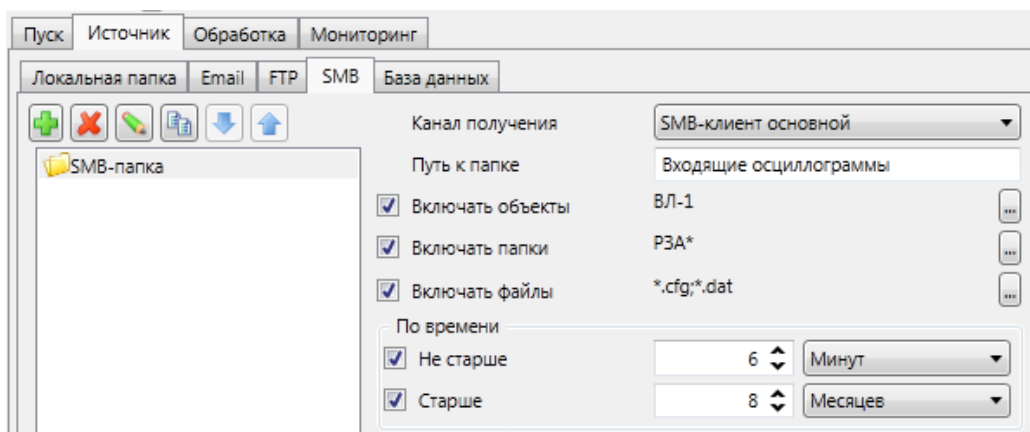 Пуск Источник Обработка Мониторинг
Локальная папка Email FTP SMB База данных
Канал получения SMB-клиент основной
SMB-папка Путь к папке Входящие осциллограммы
Включать объекты ВЛ-1 ...
Включать папки РЗА* ...
Включать файлы *.cfg;*.dat ...
По времени
Не старше 6 Минут
Старше 8 Месяцев